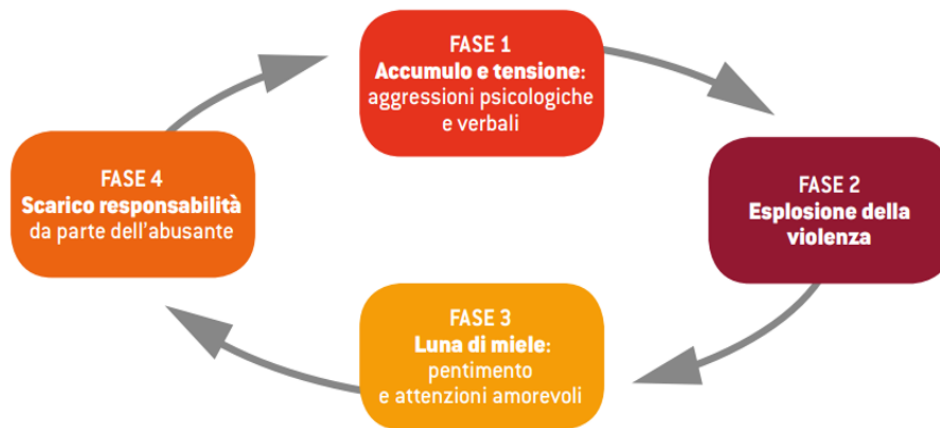 FASE 1
Accumulo e tensione:
aggressioni psicologiche
e verbali
FASE 2
Esplosione della
violenza
FASE 3
Luna di miele:
pentimento
e attenzioni amorevoli
FASE 4
Scarico responsabilità
da parte dell’abusante